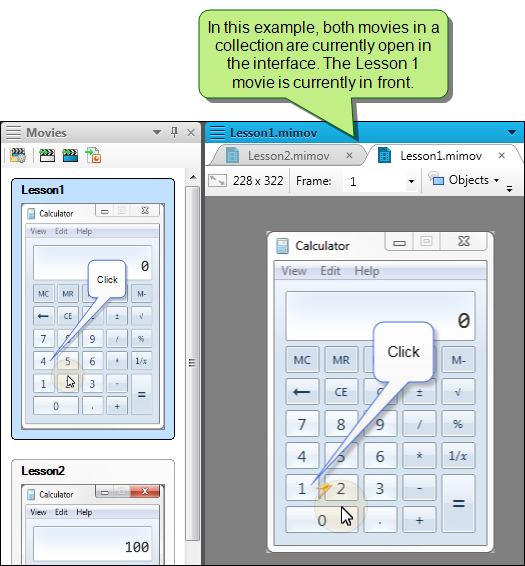 In this example, both movies in a
collection are currently open in
the interface. The Lesson 1
movie is currently in front.
Movies
Lesson1
Calculator
View Edit Help
0
Click
MC MR M-
← CE ± √
7 8 9 / %
4 5 6 * 1/x
1 3 - =
0 . +
Lesson2
Calculator
View Edit Help
100
Lesson1.mimov
Lesson2.mimov × Lesson1.mimov ×
228 x 322 Frame: 1 Objects
Calculator
View Edit Help
0
Click
MC MR M-
← CE ± √
7 8 9 / %
4 5 6 * 1/x
1 2 3 - =
0 . +